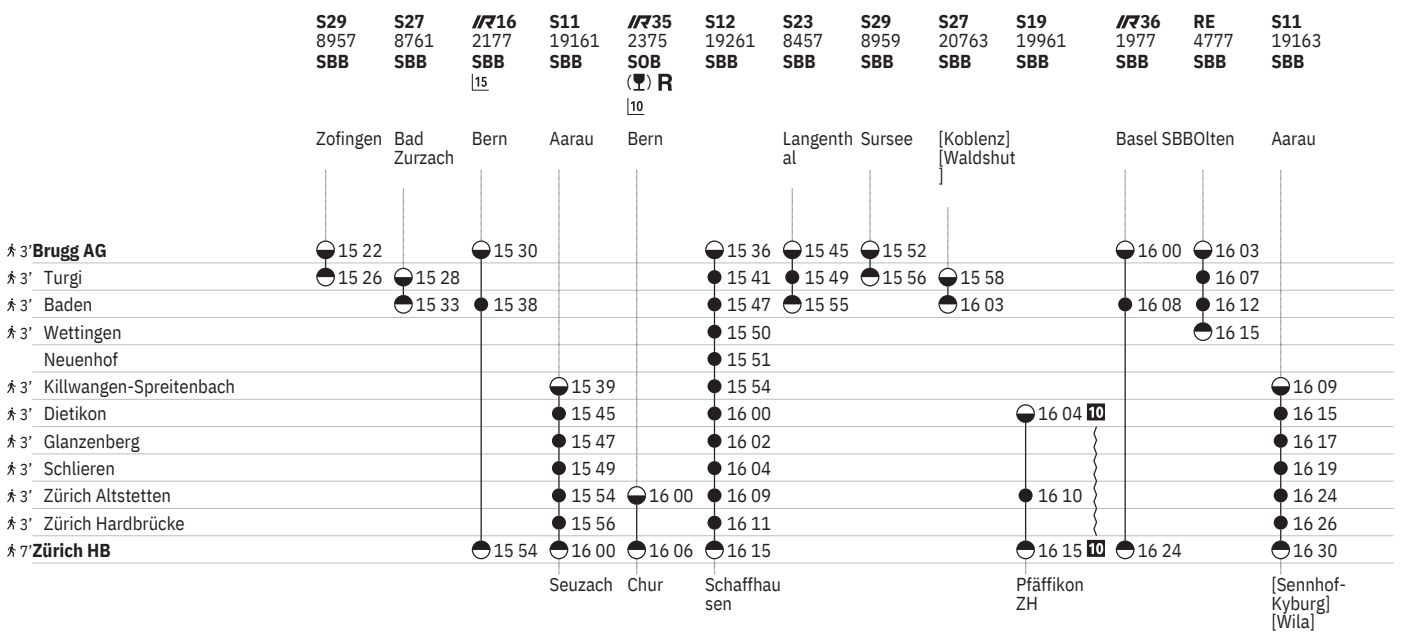 S29 S27 IR16 S11 IR35 S12 S23 S29 S27 S19 IR36 RE S11
8957 8761 2177 19161 2375 19261 8457 8959 20763 19961 1977 4777 19163
SBB SBB SBB SBB SOB SBB SBB SBB SBB SBB SBB SBB SBB
15 R
10
Zofingen Bad Bern Aarau Bern Langenth Sursee [Koblenz] Basel SBB Olten Aarau
Zurzach al [Waldshut
]
3' Brugg AG 15 22 15 30 15 36 15 45 15 52 16 00 16 03
3' Turgi 15 26 15 28 15 41 15 49 15 56 15 58 16 07
3' Baden 15 33 15 38 15 47 15 55 16 03 16 08 16 12
3' Wettingen 15 50 16 15
Neuenhof 15 51
3' Killwangen-Spreitenbach 15 39 15 54 16 09
3' Dietikon 15 45 16 00 16 04 10 16 15
3' Glanzenberg 15 47 16 02 16 17
3' Schlieren 15 49 16 04 16 19
3' Zürich Altstetten 15 54 16 00 16 09 16 10 16 24
3' Zürich Hardbrücke 15 56 16 11 16 26
7' Zürich HB 15 54 16 00 16 06 16 15 16 15 10 16 24 16 30
Seuzach Chur Schaffhau Pfäffikon [Sennhof-
sen ZH Kyburg]
[Wila]